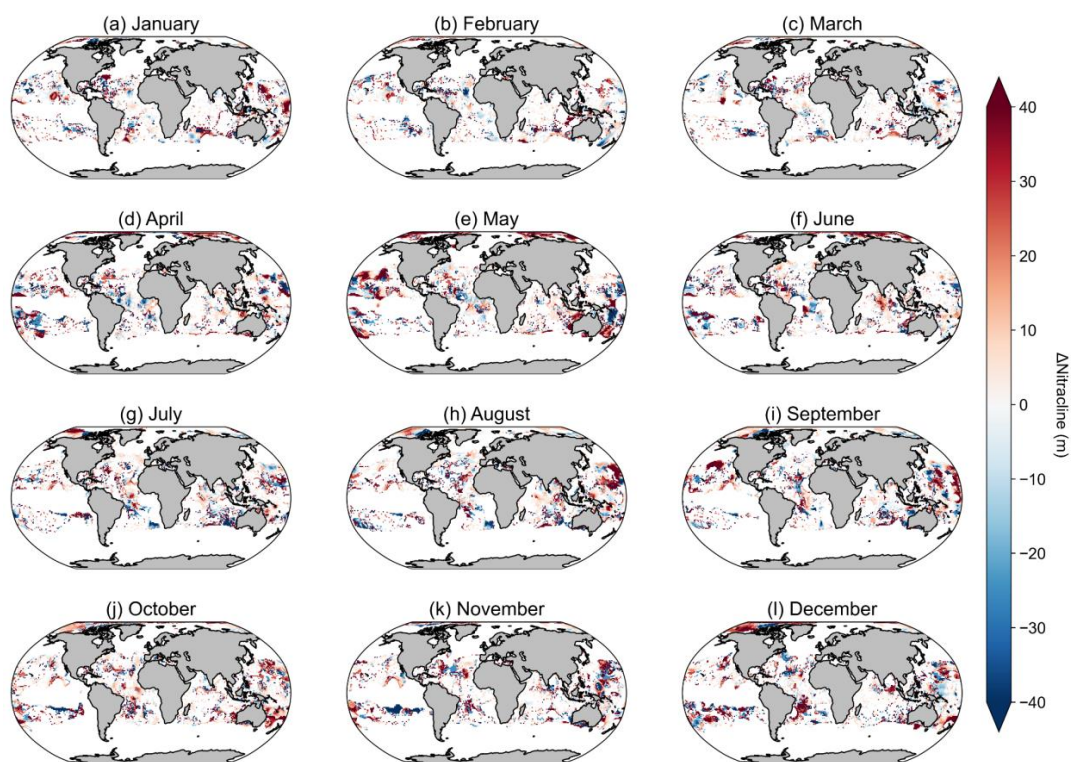 (a) January
(b) February
(c) March
(d) April
(e) May
(f) June
(g) July
(h) August
(i) September
(j) October
(k) November
(l) December
40
30
20
10
0
−10
−20
−30
−40
ΔNitracline (m)